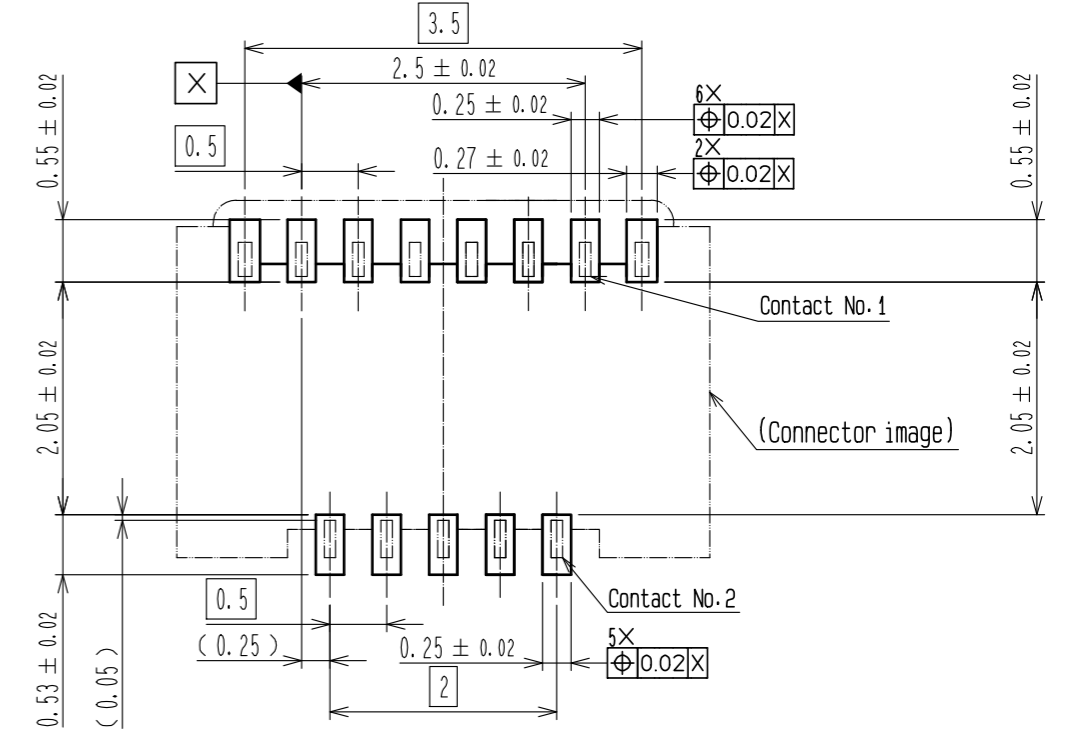 3.5
X
2.5 ± 0.02
0.25 ± 0.02
6X
⌖ 0.02 X
0.5
0.27 ± 0.02
2X
⌖ 0.02 X
0.55 ± 0.02
0.55 ± 0.02
Contact No.1
2.05 ± 0.02
2.05 ± 0.02
(Connector image)
0.5
Contact No.2
(0.25)
0.25 ± 0.02
5X
⌖ 0.02 X
2
0.53 ± 0.02
(0.05)